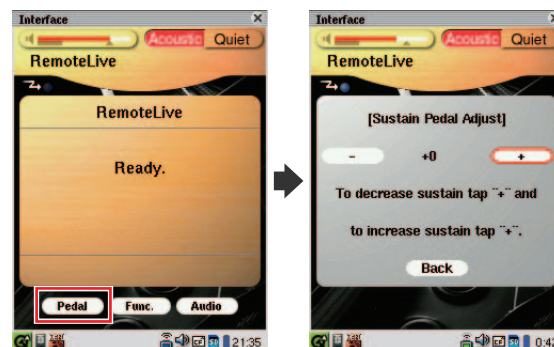 Interface
Acoustic Quiet
RemoteLive
RemoteLive
Ready.
Pedal Func. Audio
21:35
Interface
Acoustic Quiet
RemoteLive
[Sustain Pedal Adjust]
- +0 +
To decrease sustain tap ¨+¨ and
to increase sustain tap ¨+¨.
Back